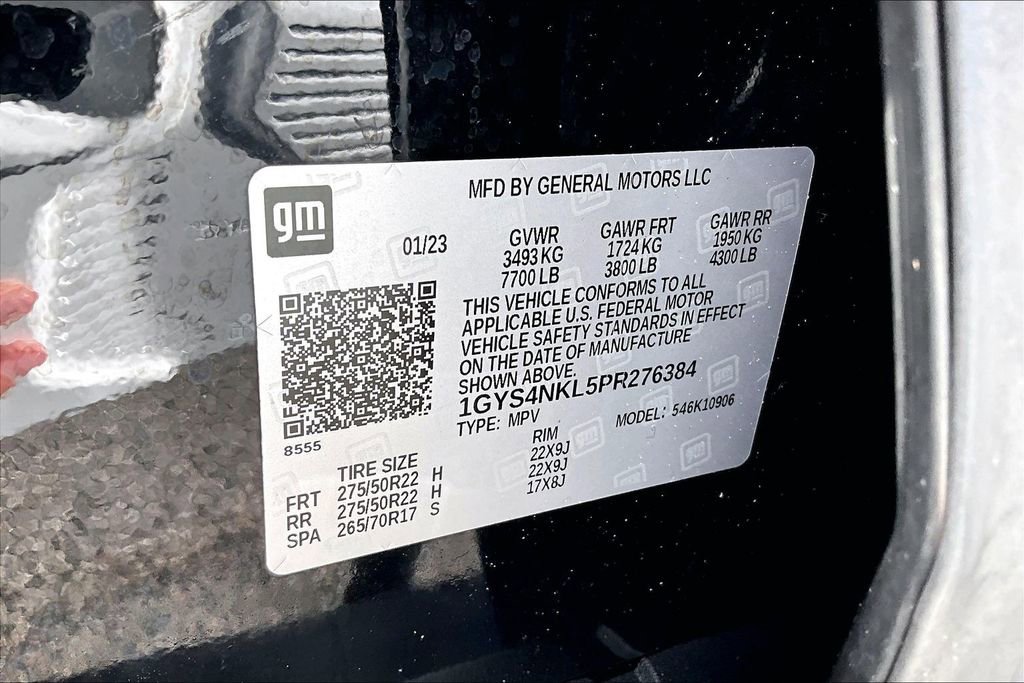 gm
MFD BY GENERAL MOTORS LLC
01/23
GVWR GAWR FRT GAWR RR
3493 KG 1724 KG 1950 KG
7700 LB 3800 LB 4300 LB
THIS VEHICLE CONFORMS TO ALL
APPLICABLE U.S. FEDERAL MOTOR
VEHICLE SAFETY STANDARDS IN EFFECT
ON THE DATE OF MANUFACTURE
SHOWN ABOVE.
1GYS4NKL5PR276384
TYPE: MPV MODEL: 546K10906
8555
TIRE SIZE RIM
FRT 275/50R22 H 22X9J
RR 275/50R22 H 22X9J
SPA 265/70R17 S 17X8J